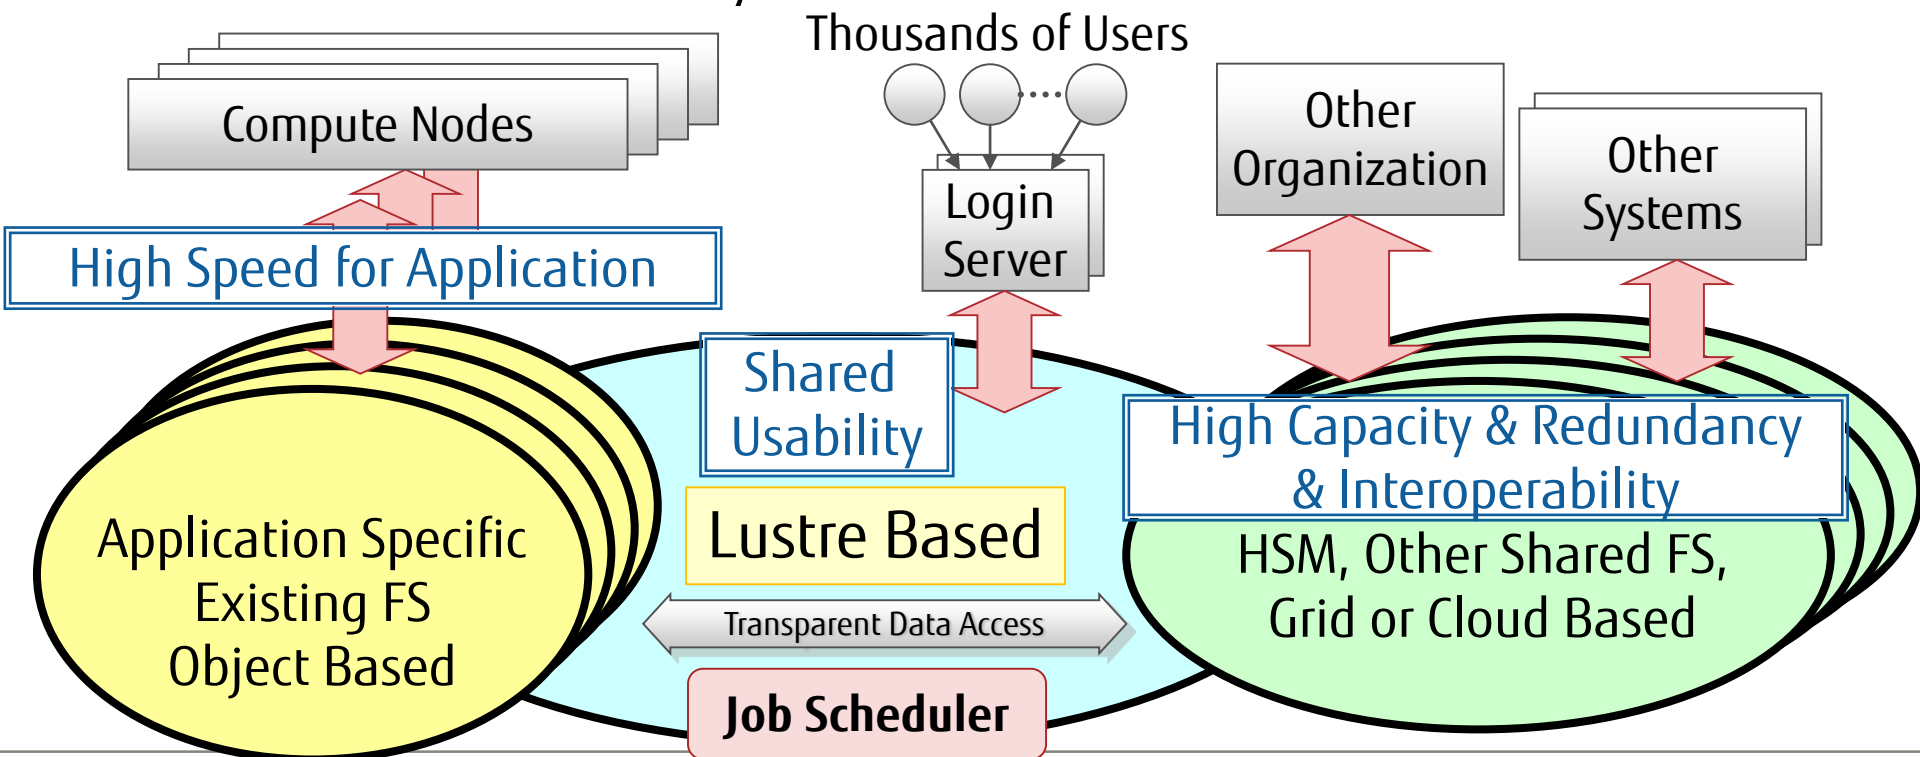 Thousands of Users
Compute Nodes
Other
Organization
Other
Systems
Login
Server
High Speed for Application
Shared
Usability
High Capacity & Redundancy
& Interoperability
Application Specific
Existing FS
Object Based
Lustre Based
HSM, Other Shared FS,
Grid or Cloud Based
Transparent Data Access
Job Scheduler